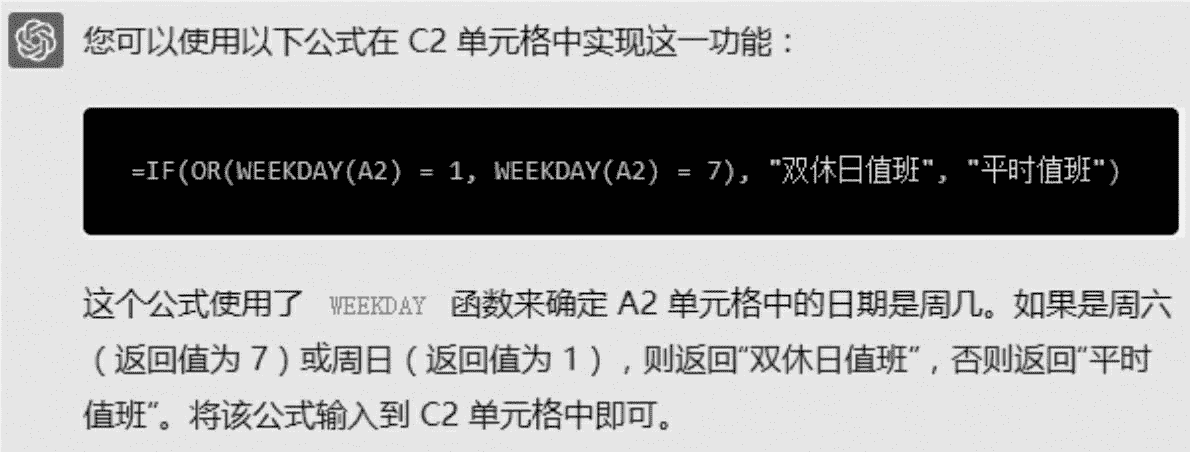 您可以使用以下公式在 C2 单元格中实现这一功能：
=IF(OR(WEEKDAY(A2) = 1, WEEKDAY(A2) = 7), "双休日值班", "平时值班")
这个公式使用了 WEEKDAY 函数来确定 A2 单元格中的日期是周几。如果是周六
（返回值为 7）或周日（返回值为 1），则返回“双休日值班”，否则返回“平时
值班”。将该公式输入到 C2 单元格中即可。